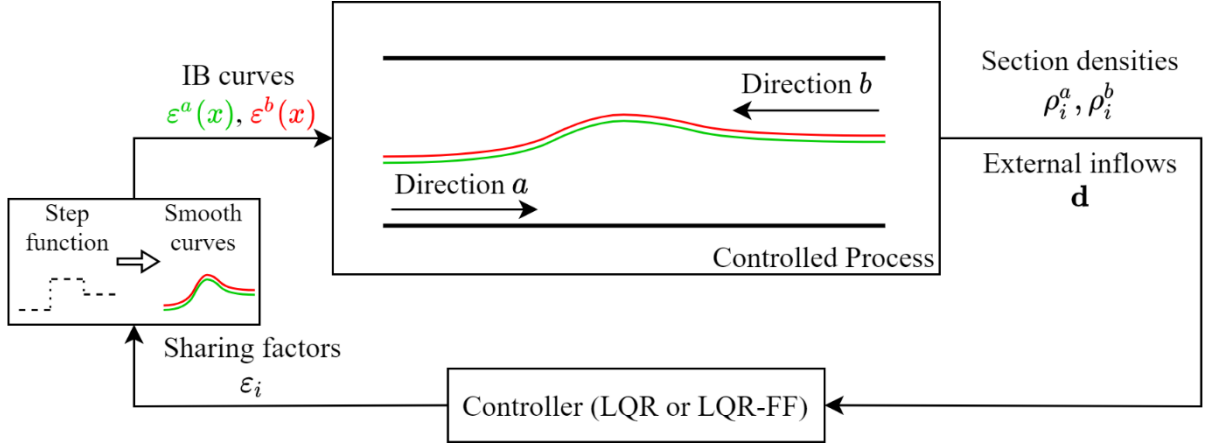 IB curves
εᵃ(x), εᵇ(x)
Direction b
Direction a
Controlled Process
Section densities
ρᵢᵃ, ρᵢᵇ
External inflows
d
Step function
Smooth curves
Sharing factors
εᵢ
Controller (LQR or LQR-FF)